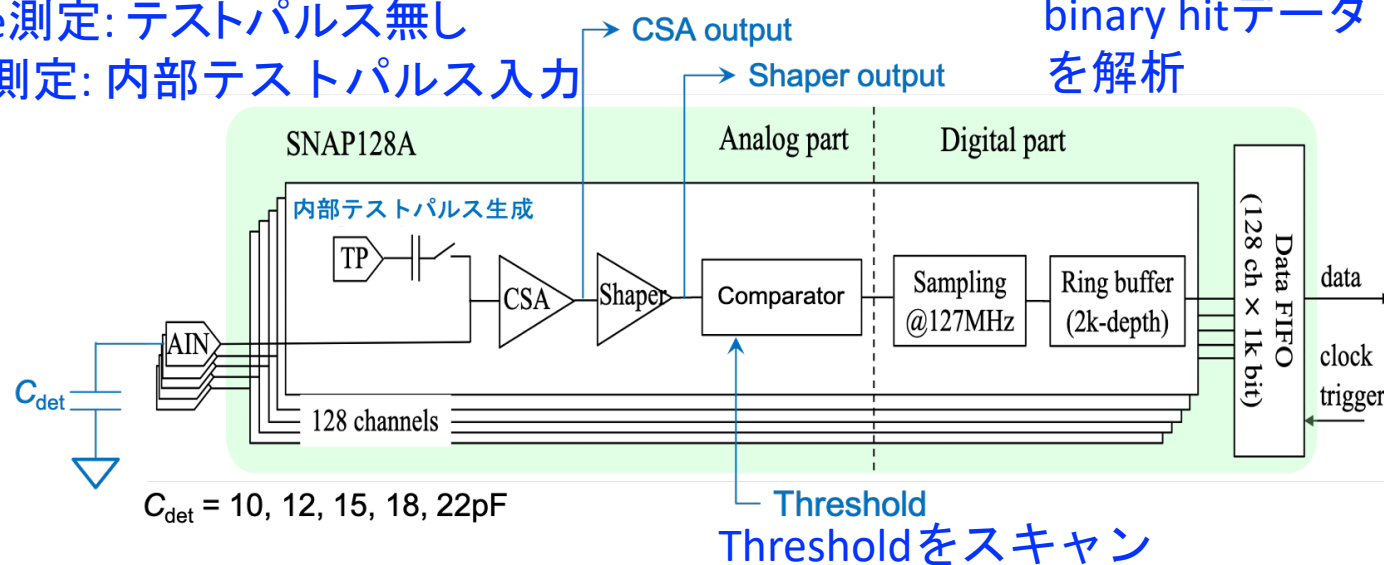 e測定: テストパルス無し
測定: 内部テストパルス入力
CSA output
Shaper output
binary hitデータ
を解析
SNAP128A
Analog part
Digital part
内部テストパルス生成
TP
CSA
Shaper
Comparator
Sampling
@127MHz
Ring buffer
(2k-depth)
Data FIFO
(128 ch × 1k bit)
data
clock
trigger
AIN
Cdet
128 channels
Cdet = 10, 12, 15, 18, 22pF
Threshold
Thresholdをスキャン